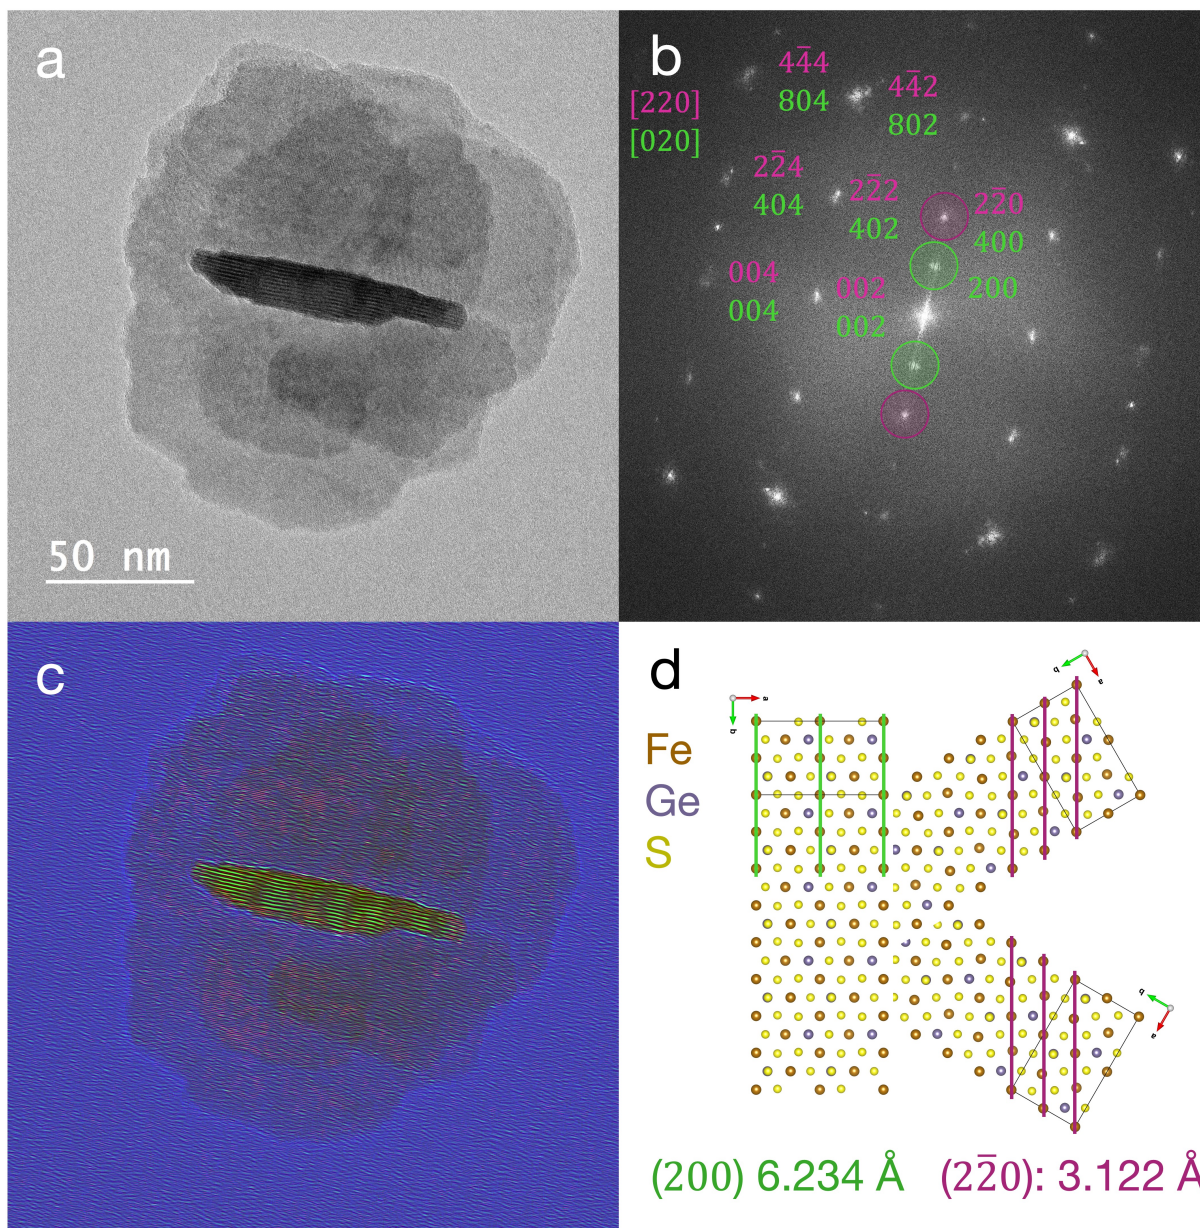 a
50 nm
b
[220]
[020]
44̅4
804
44̅2
802
22̅4
404
22̅2
402
22̅0
400
200
004
004
002
002
c
d
a
b
b
a
Fe
Ge
S
b
a
(200) 6.234 Å
(22̅0): 3.122 Å